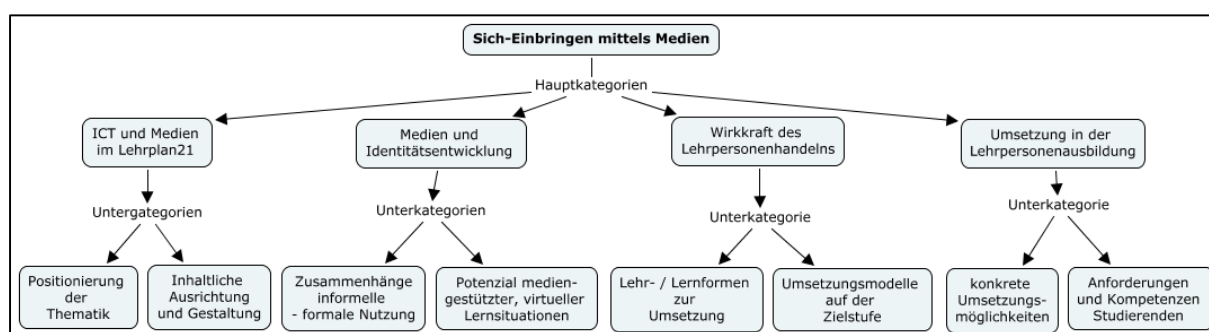 Sich-Einbringen mittels Medien
Hauptkategorien
ICT und Medien
im Lehrplan21
Medien und
Identitätsentwicklung
Wirkkraft des
Lehrpersonenhandelns
Umsetzung in der
Lehrpersonenausbildung
Untergategorien
Unterkategorien
Unterkategorie
Unterkategorie
Positionierung
der
Thematik
Inhaltliche
Ausrichtung
und Gestaltung
Zusammenhänge
informelle
- formale Nutzung
Potenzial medien-
gestützter, virtueller
Lernsituationen
Lehr- / Lernformen
zur
Umsetzung
Umsetzungsmodelle
auf der
Zielstufe
konkrete
Umsetzungs-
möglichkeiten
Anforderungen
und Kompetenzen
Studierenden